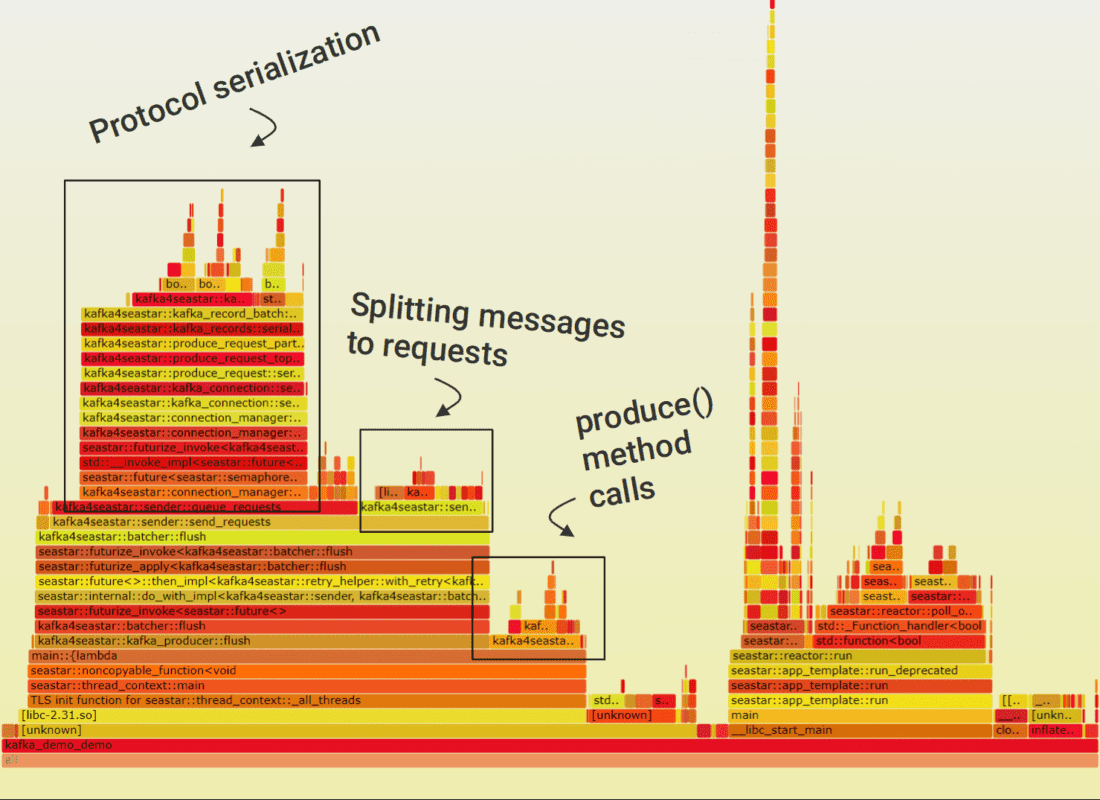 Protocol serialization
Splitting messages
to requests
produce()
method
calls
bo..
bo..
b..
kafka4seastar::ka..
st..
kafka4seastar::kafka_record_batch:..
kafka4seastar::kafka_records::serial..
kafka4seastar::produce_request_part..
kafka4seastar::produce_request_top..
kafka4seastar::produce_request::ser..
kafka4seastar::kafka_connection::se..
kafka4seastar::kafka_connection::se..
kafka4seastar::connection_manager:..
kafka4seastar::connection_manager:..
seastar::futurize_invoke<kafka4seast..
std::__invoke_impl<seastar::future<..
seastar::future<seastar::semaphore..
kafka4seastar::connection_manager:..
[li..
ka..
kafka4seastar::sender::queue_requests
kafka4seastar::sen..
kafka4seastar::sender::send_requests
kafka4seastar::batcher::flush
seastar::futurize_invoke<kafka4seastar::batcher::flush
seastar::futurize_apply<kafka4seastar::batcher::flush
seastar::future<>::then_impl<kafka4seastar::retry_helper::with_retry<kafk..
seastar::internal::do_with_impl<kafka4seastar::sender, kafka4seastar::batch..
seastar::futurize_invoke<seastar::future<>
kafka4seastar::batcher::flush
kaf..
kafka4seastar::kafka_producer::flush
kafka4seasta..
main::{lambda
seastar::noncopyable_function<void
seastar::thread_context::main
TLS init function for seastar::thread_context::_all_threads
std..
s..
[libc-2.31.so]
[unknown]
[unknown]
sea..
seas..
seast..
seast..
seastar::..
seastar::reactor::poll_o..
seastar..
std::_Function_handler<bool
seastar:..
std::function<bool
seastar::reactor::run
seastar::app_template::run_deprecated
seastar::app_template::run
seastar::app_template::run
[[..
_..
main
__..
[unkn..
__libc_start_main
clo..
inflate..
kafka_demo_demo
all